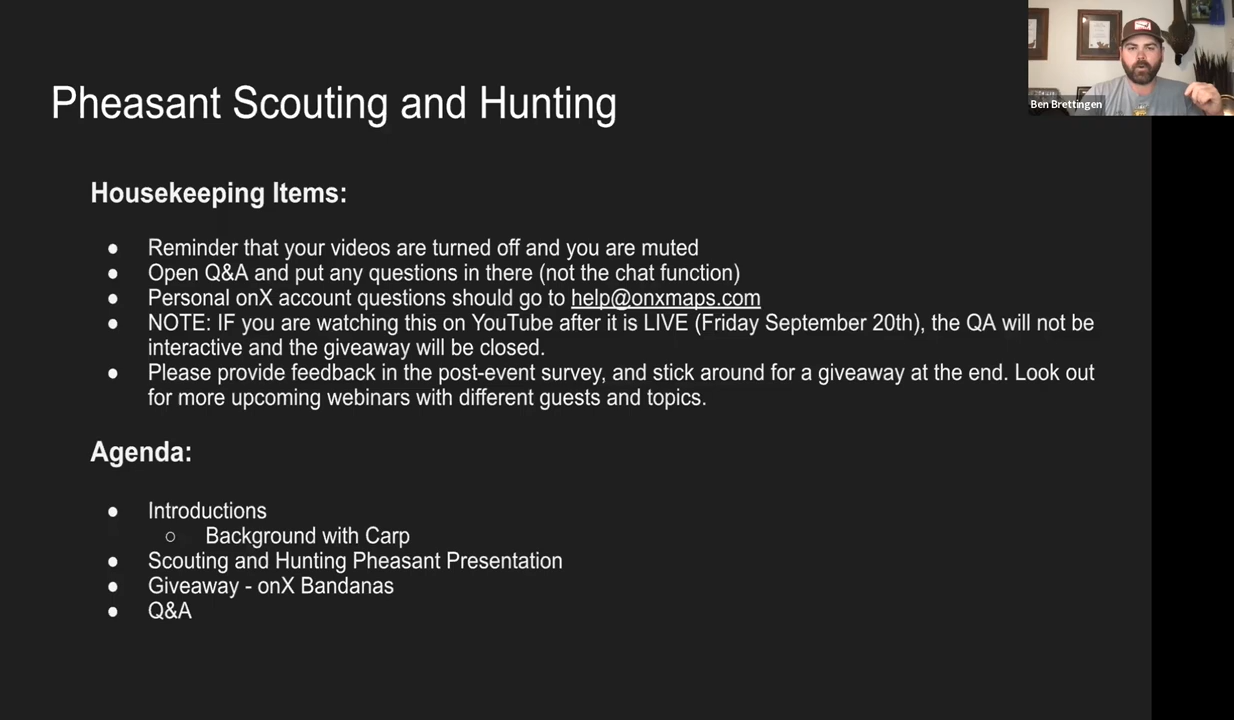 Pheasant Scouting and Hunting
Ben Brettingen
Housekeeping Items:
● Reminder that your videos are turned off and you are muted
● Open Q&A and put any questions in there (not the chat function)
● Personal onX account questions should go to help@onxmaps.com
● NOTE: IF you are watching this on YouTube after it is LIVE (Friday September 20th), the QA will not be
interactive and the giveaway will be closed.
● Please provide feedback in the post-event survey, and stick around for a giveaway at the end. Look out
for more upcoming webinars with different guests and topics.
Agenda:
● Introductions
○ Background with Carp
● Scouting and Hunting Pheasant Presentation
● Giveaway - onX Bandanas
● Q&A